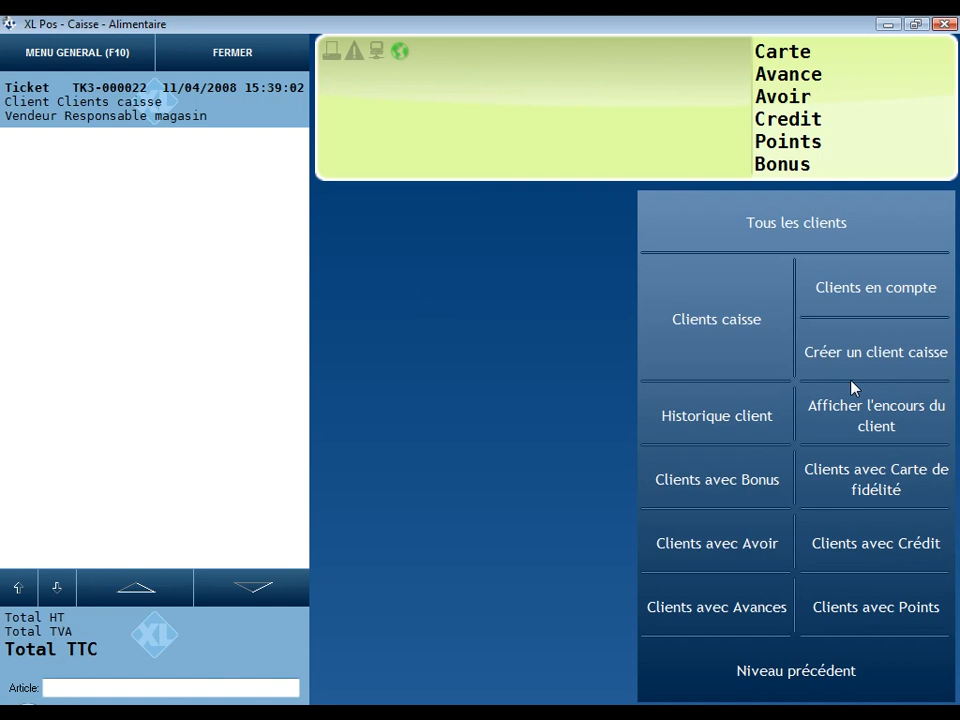 XL Pos - Caisse - Alimentaire
MENU GENERAL (F10)
FERMER
Ticket TK3-000022 11/04/2008 15:39:02
Client Clients caisse
Vendeur Responsable magasin
Carte
Avance
Avoir
Credit
Points
Bonus
Tous les clients
Clients caisse
Clients en compte
Créer un client caisse
Historique client
Afficher l'encours du
client
Clients avec Bonus
Clients avec Carte de
fidélité
Clients avec Avoir
Clients avec Crédit
Clients avec Avances
Clients avec Points
Niveau précédent
Total HT
Total TVA
Total TTC
XL
Article: